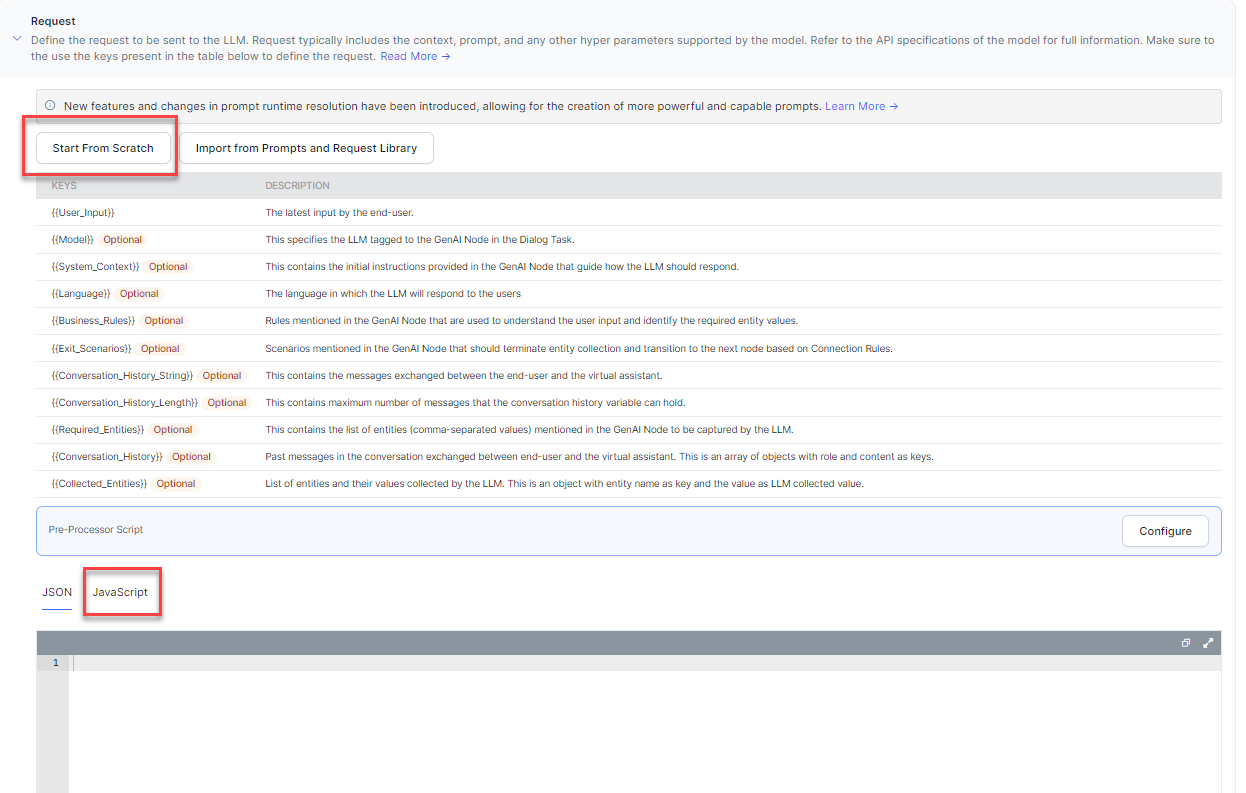 Request
Define the request to be sent to the LLM. Request typically includes the context, prompt, and any other hyper parameters supported by the model. Refer to the API specifications of the model for full information. Make sure to
the use the keys present in the table below to define the request. Read More →
New features and changes in prompt runtime resolution have been introduced, allowing for the creation of more powerful and capable prompts. Learn More →
Start From Scratch Import from Prompts and Request Library
KEYS DESCRIPTION
{{User_Input}} The latest input by the end-user.
{{Model}} Optional This specifies the LLM tagged to the GenAI Node in the Dialog Task.
{{System_Context}} Optional This contains the initial instructions provided in the GenAI Node that guide how the LLM should respond.
{{Language}} Optional The language in which the LLM will respond to the users
{{Business_Rules}} Optional Rules mentioned in the GenAI Node that are used to understand the user input and identify the required entity values.
{{Exit_Scenarios}} Optional Scenarios mentioned in the GenAI Node that should terminate entity collection and transition to the next node based on Connection Rules.
{{Conversation_History_String}} Optional This contains the messages exchanged between the end-user and the virtual assistant.
{{Conversation_History_Length}} Optional This contains maximum number of messages that the conversation history variable can hold.
{{Required_Entities}} Optional This contains the list of entities (comma-separated values) mentioned in the GenAI Node to be captured by the LLM.
{{Conversation_History}} Optional Past messages in the conversation exchanged between end-user and the virtual assistant. This is an array of objects with role and content as keys.
{{Collected_Entities}} Optional List of entities and their values collected by the LLM. This is an object with entity name as key and the value as LLM collected value.
Pre-Processor Script Configure
JSON JavaScript
1